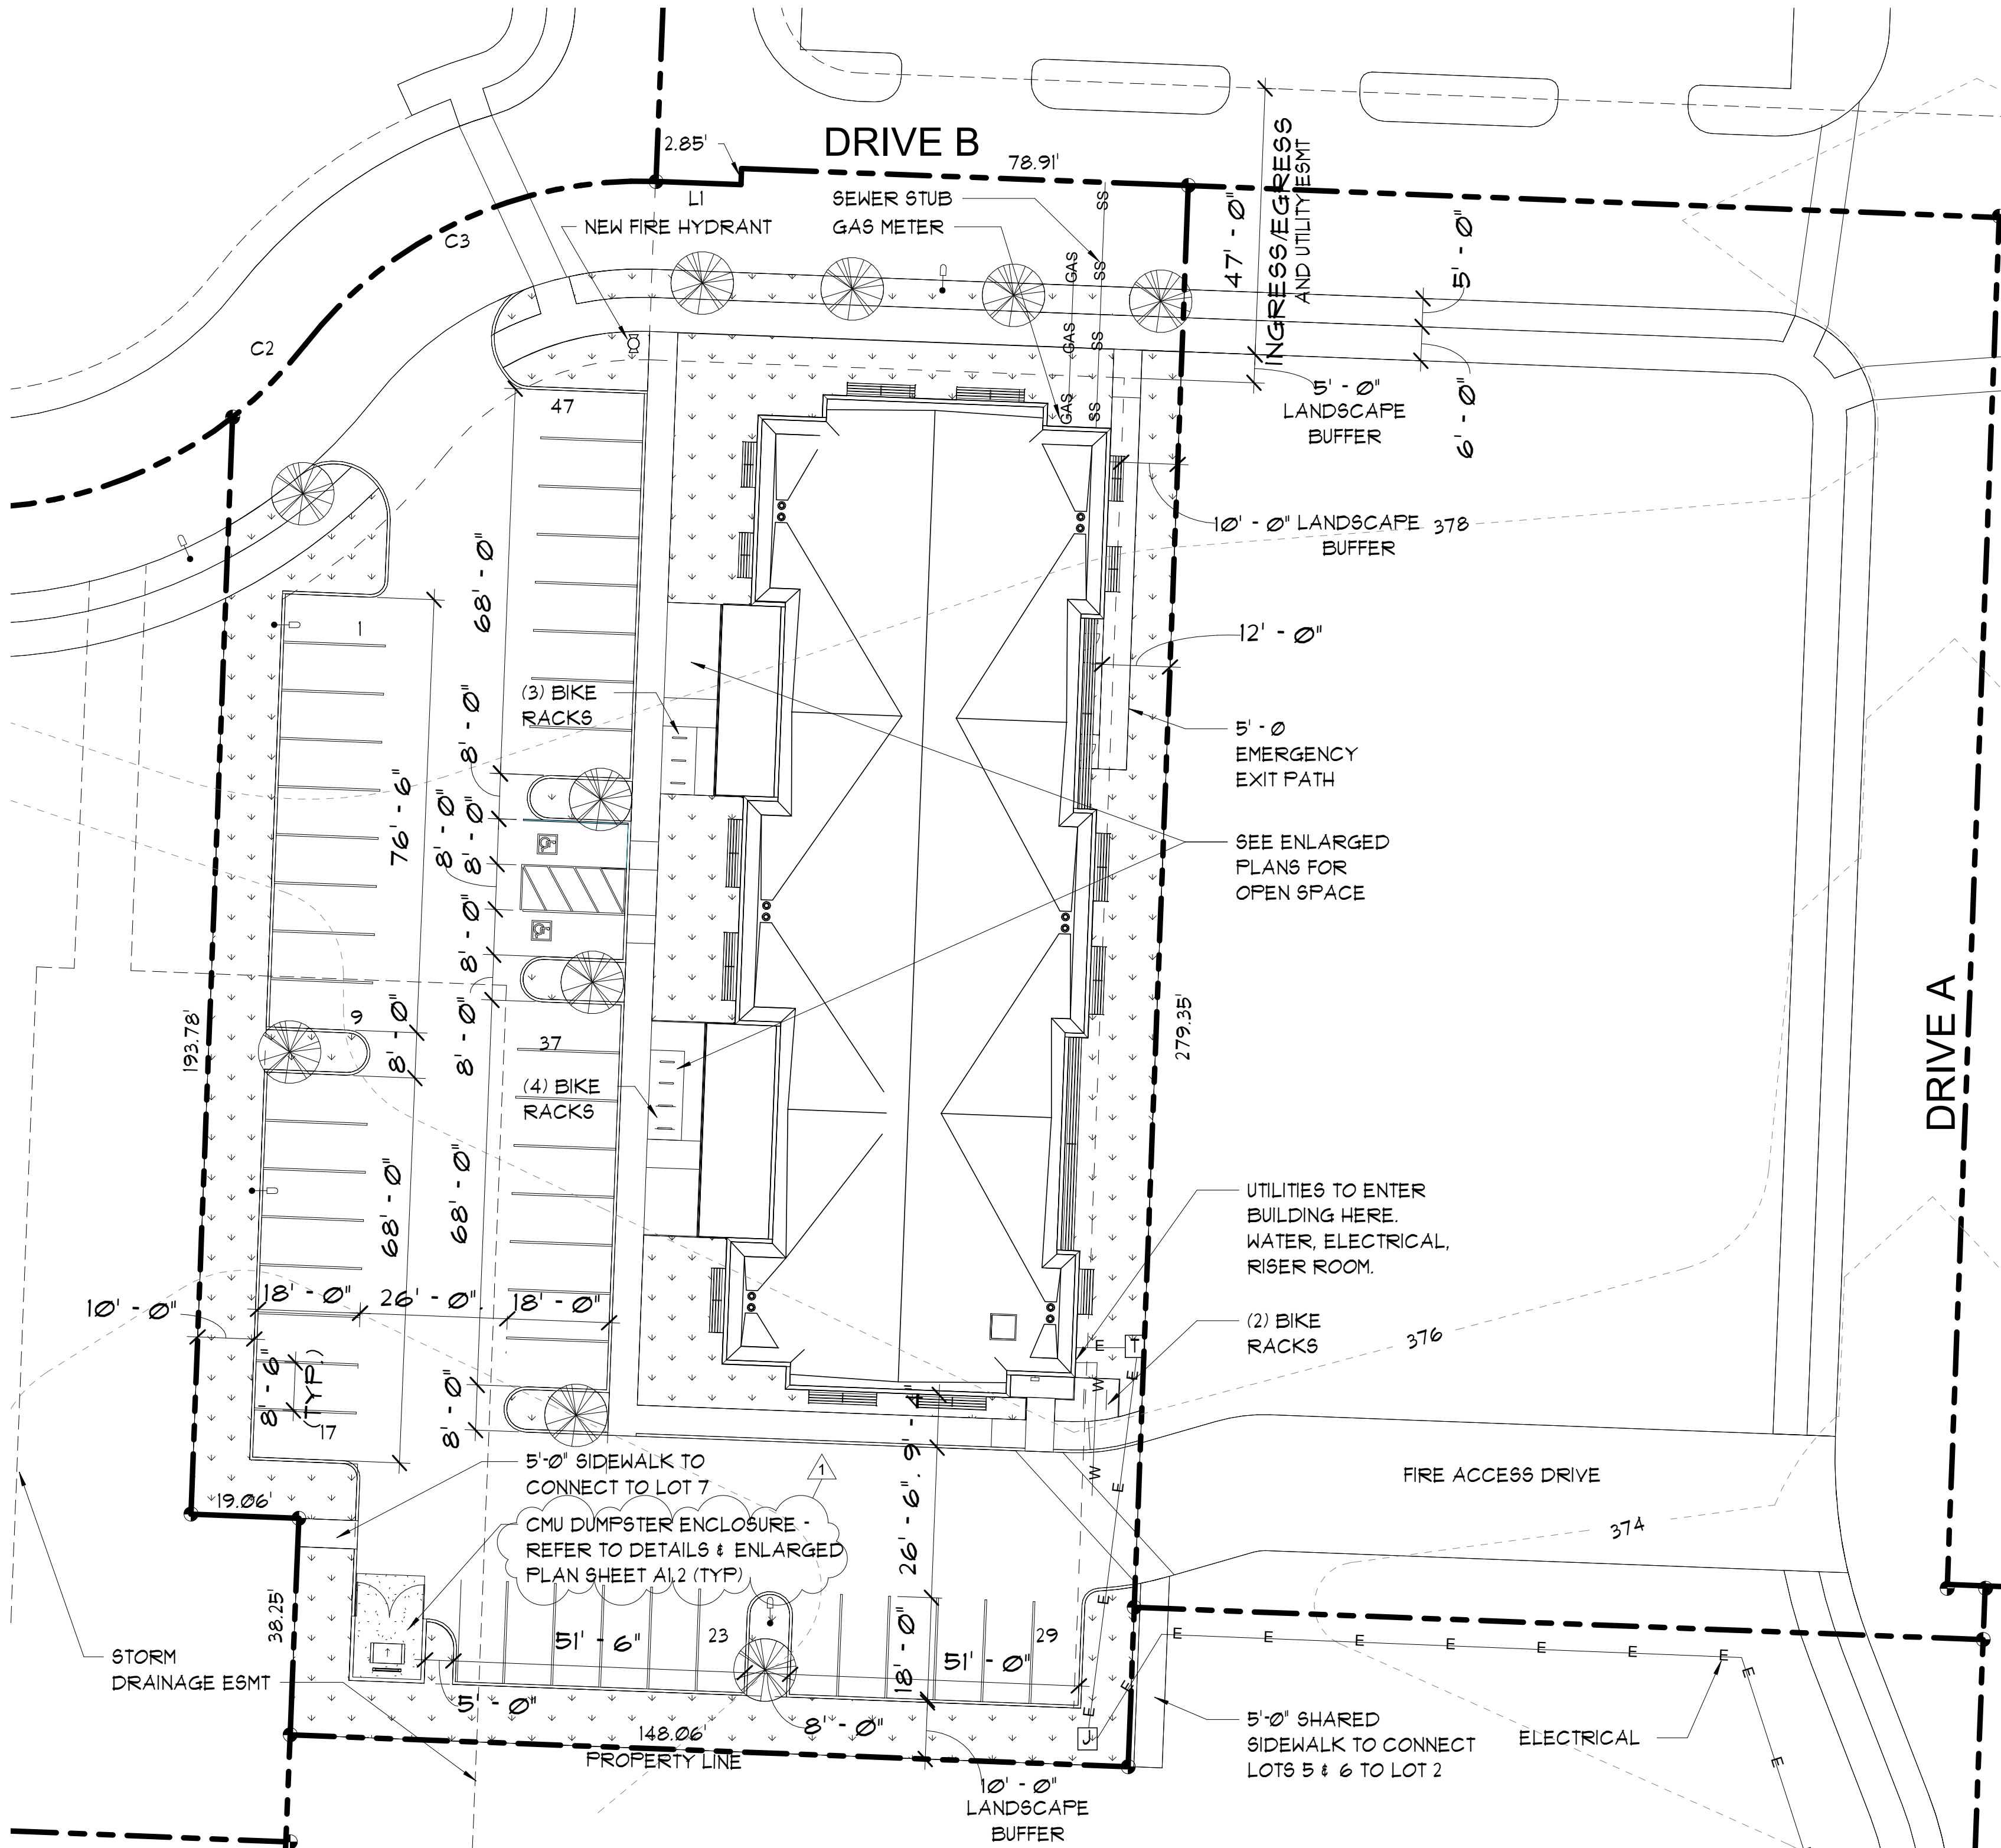 DRIVE B
2.85'
78.91'
L1
NEW FIRE HYDRANT
SEWER STUB
GAS METER
C3
C2
SS
SS
SS
SS
GAS
GAS
GAS
47' - 0"
INGRESS/EGRESS
AND UTILITY ESMT
5' - 0"
6' - 0"
5' - 0"
LANDSCAPE
BUFFER
47
10' - 0" LANDSCAPE
BUFFER
378
68' - 0"
1
12' - 0"
(3) BIKE
RACKS
8' - 0"
5' - 0
EMERGENCY
EXIT PATH
76' - 6"
8' - 0"
8' - 0"
8' - 0"
8' - 0"
SEE ENLARGED
PLANS FOR
OPEN SPACE
9
8' - 0"
37
193.78'
279.35'
DRIVE A
(4) BIKE
RACKS
68' - 0"
68' - 0"
UTILITIES TO ENTER
BUILDING HERE.
WATER, ELECTRICAL,
RISER ROOM.
10' - 0"
18' - 0"
26' - 0"
18' - 0"
(2) BIKE
RACKS
376
E
T
E
W
8' - 6"
(TYP.)
17
8' - 0"
9' - 4"
5'-0" SIDEWALK TO
CONNECT TO LOT 7
1
W
E
FIRE ACCESS DRIVE
19.06'
CMU DUMPSTER ENCLOSURE -
REFER TO DETAILS & ENLARGED
PLAN SHEET A1.2 (TYP)
26' - 6"
374
38.25'
E
51' - 6"
23
18' - 0"
51' - 0"
29
E
E
E
E
E
E
E
E
E
E
E
STORM
DRAINAGE ESMT
5' - 0"
148.06'
PROPERTY LINE
8' - 0"
J
5'-0" SHARED
SIDEWALK TO CONNECT
LOTS 5 & 6 TO LOT 2
ELECTRICAL
10' - 0"
LANDSCAPE
BUFFER